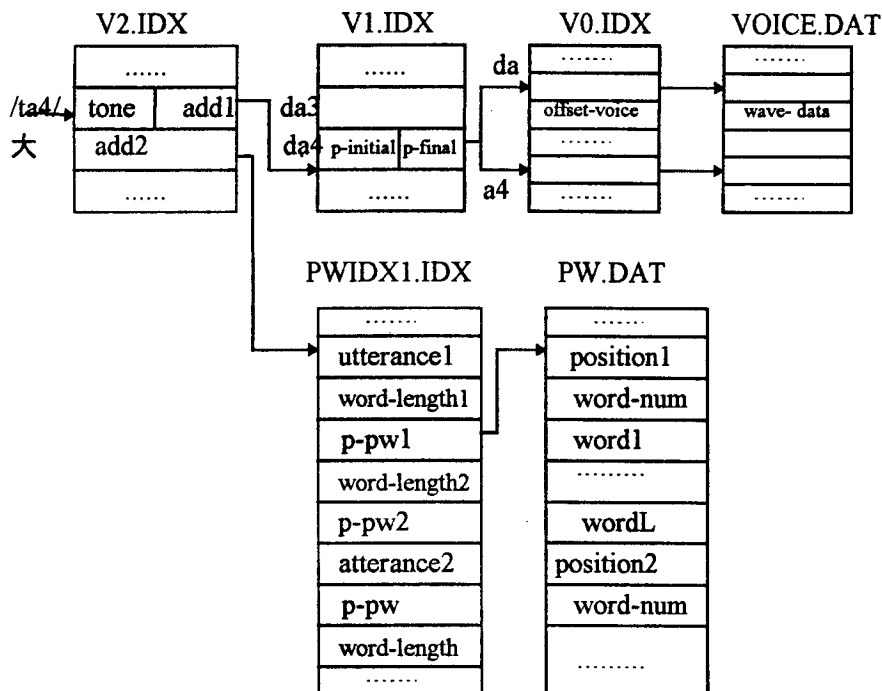 V2.IDX V1.IDX V0.IDX VOICE.DAT
...... ...... ....... .......
/ta4/ tone add1 da3 da offset-voice wave- data
大 add2 da4 p-initial p-final ...... .......
a4
...... ...... ....... .......
PWIDX1.IDX PW.DAT
....... .......
utterance1 position1
word-length1 word-num
p-pw1 word1
word-length2 ........
p-pw2 wordL
atterance2 position2
p-pw word-num
word-length
....... ........